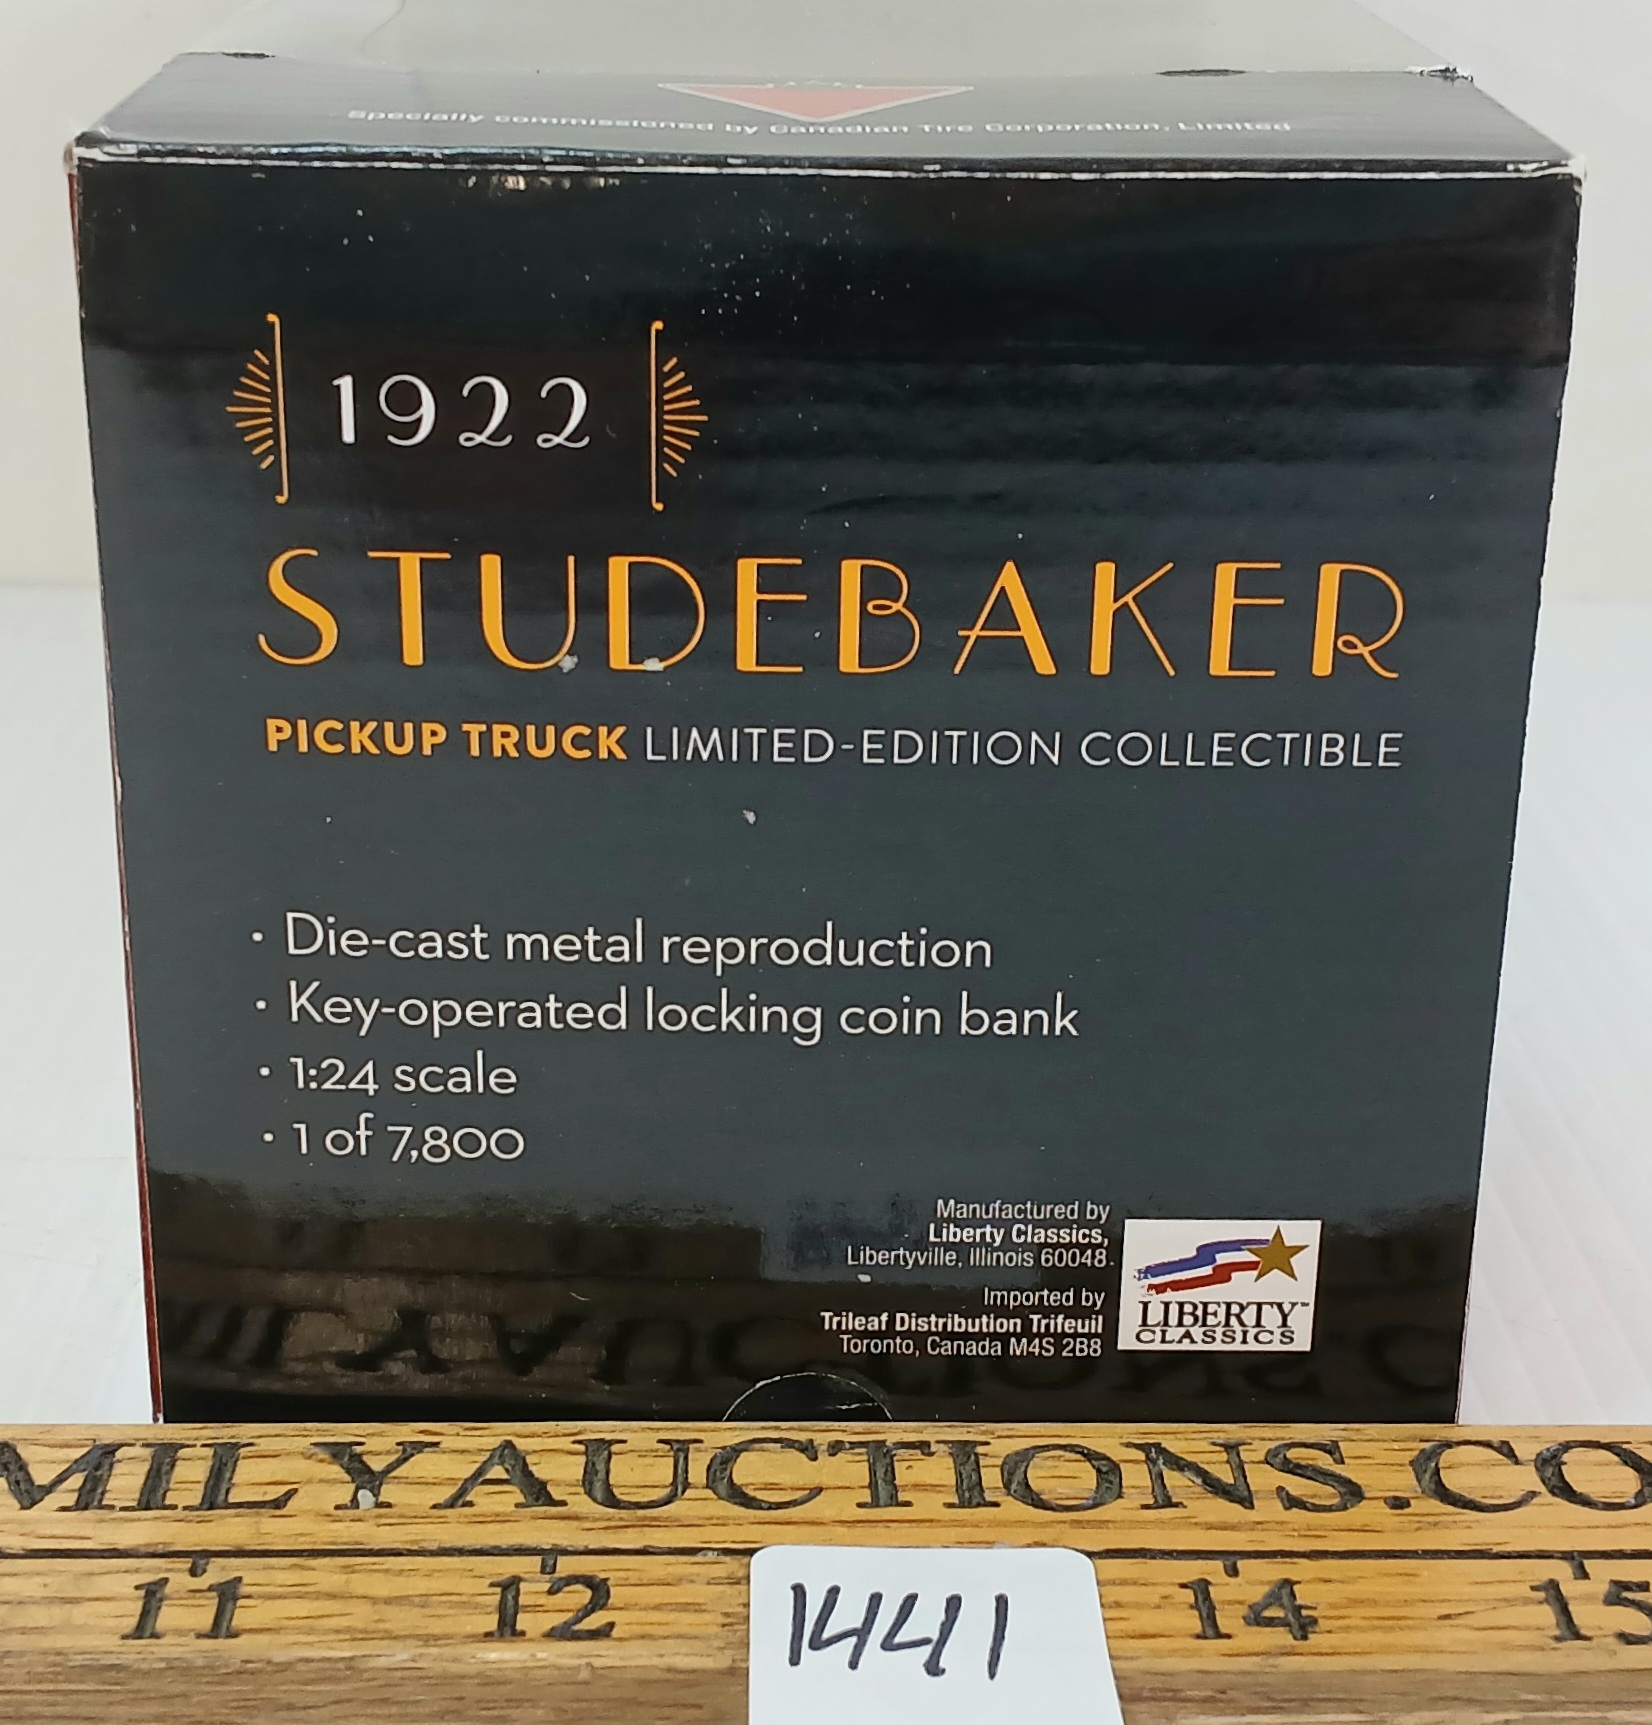 Specially commissioned by Canadian Tire Corporation, Limited
1922
STUDEBAKER
PICKUP TRUCK LIMITED-EDITION COLLECTIBLE
· Die-cast metal reproduction
· Key-operated locking coin bank
· 1:24 scale
· 1 of 7,800
Manufactured by
Liberty Classics,
Libertyville, Illinois 60048.
Imported by
Trileaf Distribution Trifeuil
Toronto, Canada M4S 2B8
LIBERTY™
CLASSICS
MILYAUCTIONS.CO
11 12 14 15
1441